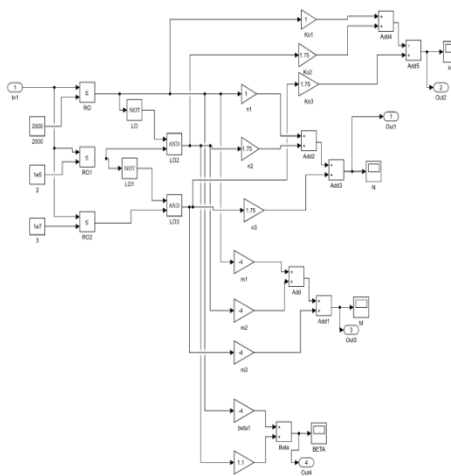 1
Ko1
Add4
1.75
Ko2
Add5
1.75
Ko3
2
Out2
1
In1
≤
RO
2000
2000
NOT
LO
1
n1
AND
LO2
1.75
n2
Add2
1
Out1
1e5
2
≤
RO1
NOT
LO1
Add3
N
AND
LO3
1e7
3
≤
RO2
1.75
n3
-4
m1
Add
-4
m2
Add1
M
3
Out3
-4
m3
-4
beta1
Beta
BETA
4
Out4
1.1